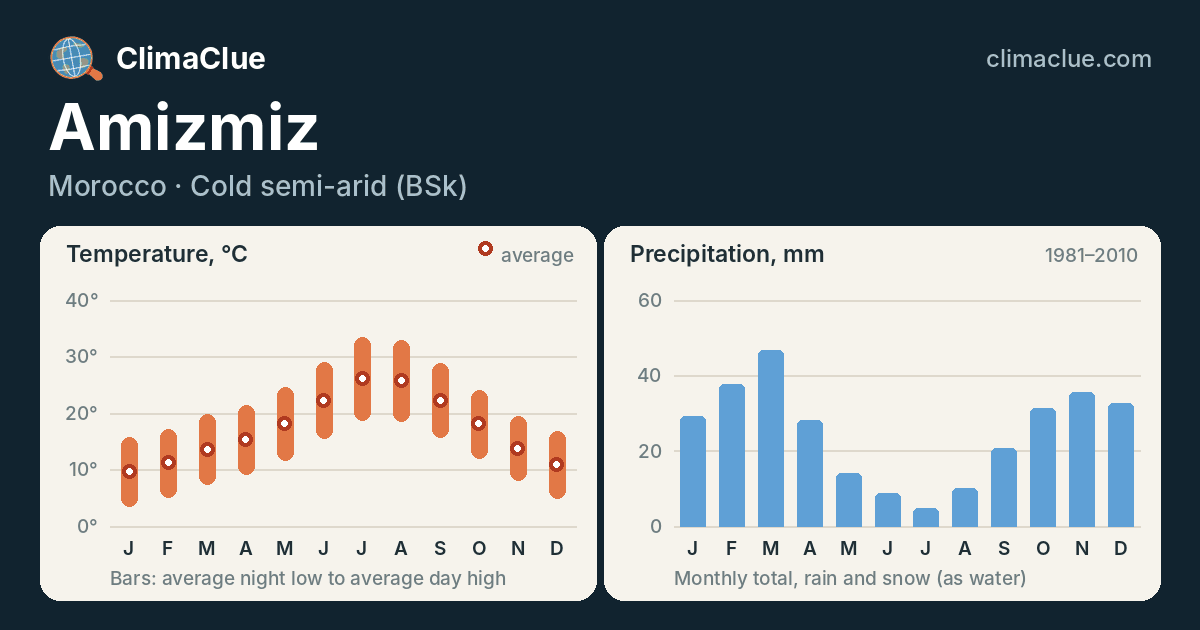 ClimaClue
climaclue.com
Amizmiz
Morocco · Cold semi-arid (BSk)
Temperature, °C
average
40°
30°
20°
10°
0°
J F M A M J J A S O N D
Bars: average night low to average day high
Precipitation, mm
1981–2010
60
40
20
0
J F M A M J J A S O N D
Monthly total, rain and snow (as water)